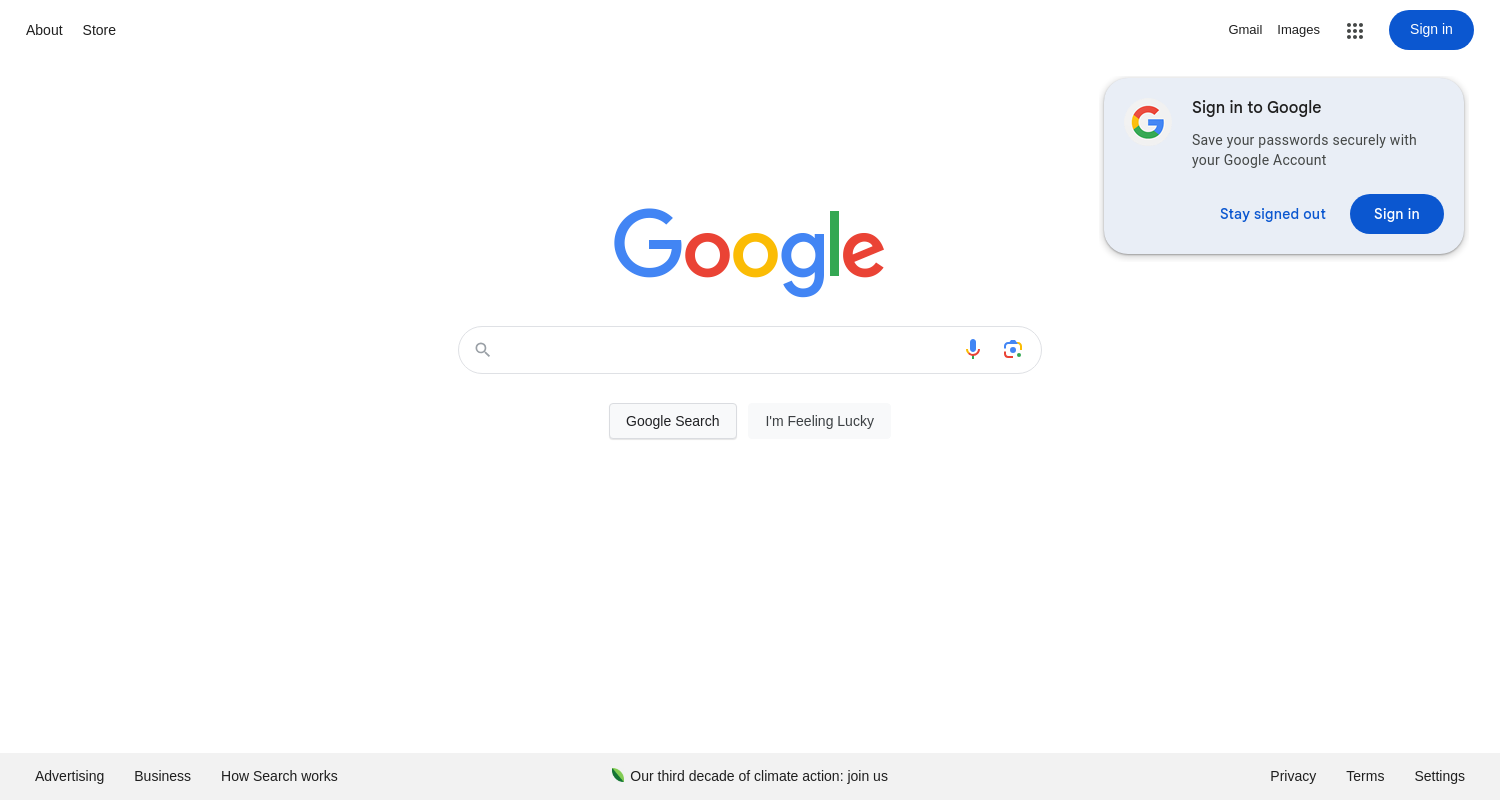 About Store
Gmail Images Sign in
Sign in to Google
Save your passwords securely with
your Google Account
Stay signed out Sign in
Google
Google Search I'm Feeling Lucky
Advertising Business How Search works
Our third decade of climate action: join us
Privacy Terms Settings